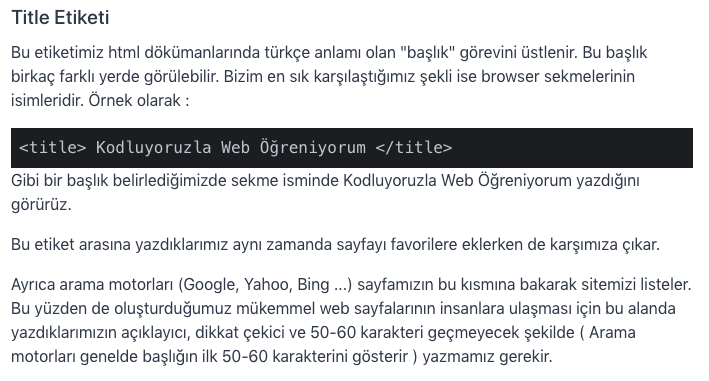 Title Etiketi
Bu etiketimiz html dökümanlarında türkçe anlamı olan "başlık" görevini üstlenir. Bu başlık
birkaç farklı yerde görülebilir. Bizim en sık karşılaştığımız şekli ise browser sekmelerinin
isimleridir. Örnek olarak :
<title> Kodluyoruzla Web Öğreniyorum </title>
Gibi bir başlık belirlediğimizde sekme isminde Kodluyoruzla Web Öğreniyorum yazdığını
görürüz.
Bu etiket arasına yazdıklarımız aynı zamanda sayfayı favorilere eklerken de karşımıza çıkar.
Ayrıca arama motorları (Google, Yahoo, Bing ...) sayfamızın bu kısmına bakarak sitemizi listeler.
Bu yüzden de oluşturduğumuz mükemmel web sayfalarının insanlara ulaşması için bu alanda
yazdıklarımızın açıklayıcı, dikkat çekici ve 50-60 karakteri geçmeyecek şekilde ( Arama
motorları genelde başlığın ilk 50-60 karakterini gösterir ) yazmamız gerekir.